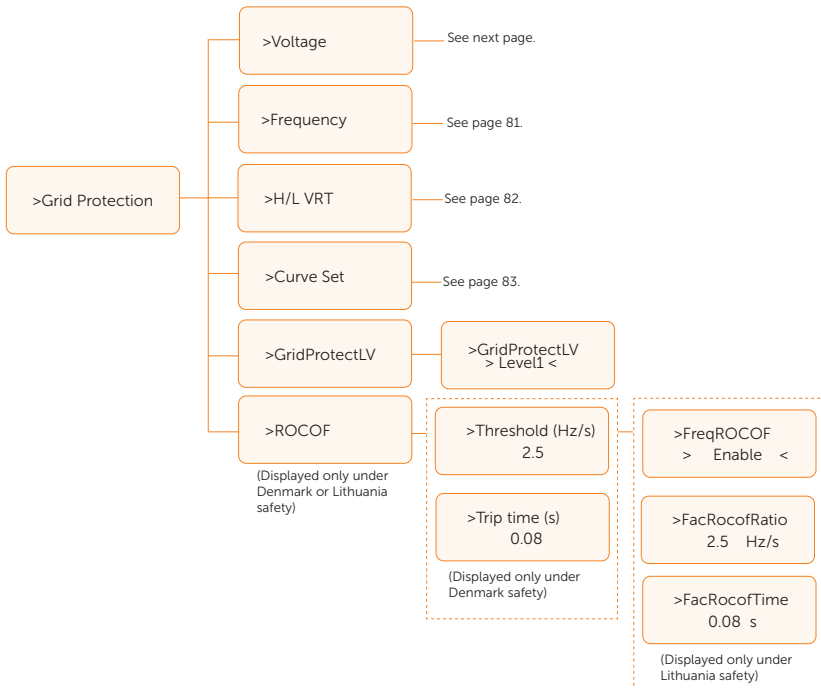 >Grid Protection
>Voltage
See next page.
>Frequency
See page 81.
>H/L VRT
See page 82.
>Curve Set
See page 83.
>GridProtectLV
>GridProtectLV
> Level1 <
>ROCOF
(Displayed only under
Denmark or Lithuania
safety)
>Threshold (Hz/s)
2.5
>Trip time (s)
0.08
(Displayed only under
Denmark safety)
>FreqROCOF
> Enable <
>FacRocofRatio
2.5 Hz/s
>FacRocofTime
0.08 s
(Displayed only under
Lithuania safety)